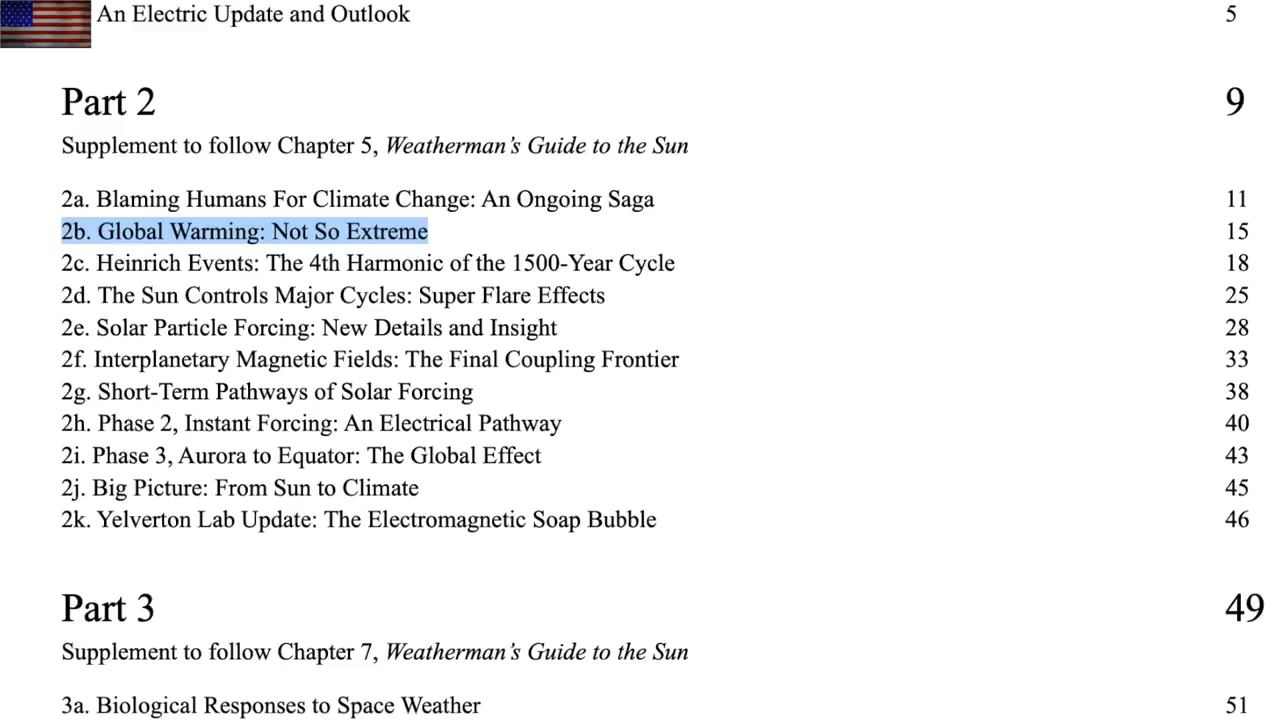 An Electric Update and Outlook 5
Part 2 9
Supplement to follow Chapter 5, Weatherman's Guide to the Sun
2a. Blaming Humans For Climate Change: An Ongoing Saga 11
2b. Global Warming: Not So Extreme 15
2c. Heinrich Events: The 4th Harmonic of the 1500-Year Cycle 18
2d. The Sun Controls Major Cycles: Super Flare Effects 25
2e. Solar Particle Forcing: New Details and Insight 28
2f. Interplanetary Magnetic Fields: The Final Coupling Frontier 33
2g. Short-Term Pathways of Solar Forcing 38
2h. Phase 2, Instant Forcing: An Electrical Pathway 40
2i. Phase 3, Aurora to Equator: The Global Effect 43
2j. Big Picture: From Sun to Climate 45
2k. Yelverton Lab Update: The Electromagnetic Soap Bubble 46
Part 3 49
Supplement to follow Chapter 7, Weatherman's Guide to the Sun
3a. Biological Responses to Space Weather 51